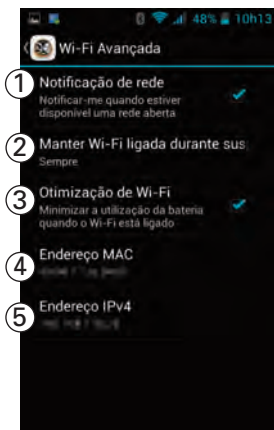 48% 10h13
Wi-Fi Avançada
1 Notificação de rede
Notificar-me quando estiver
disponível uma rede aberta
2 Manter Wi-Fi ligada durante sus
Sempre
3 Otimização de Wi-Fi
Minimizar a utilização da bateria
quando o Wi-Fi está ligado
4 Endereço MAC
5 Endereço IPv4